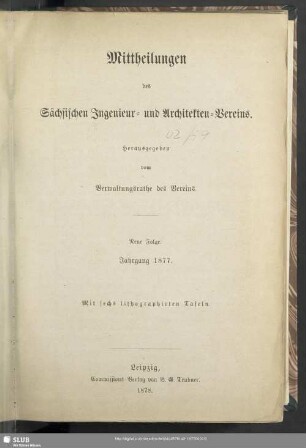 Mittheilungen
des
Sächsischen Ingenieur- und Architekten-Vereins.
Herausgegeben
vom
Verwaltungsrathe des Vereins.
Neue Folge
Jahrgang 1877.
Mit sechs lithographirten Tafeln
Leipzig,
Commissions Verlag von B. G. Teubner.
1878.
SLUB